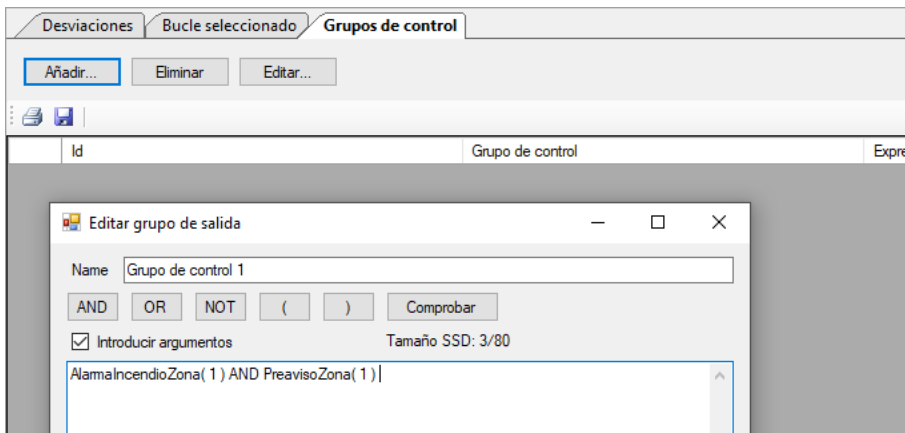 Desviaciones Bucle seleccionado Grupos de control
Añadir... Eliminar Editar...
Id Grupo de control Expre
Editar grupo de salida
Name Grupo de control 1
AND OR NOT ( ) Comprobar
Introducir argumentos Tamaño SSD: 3/80
AlarmaIncendioZona( 1 ) AND PreavisoZona( 1 )